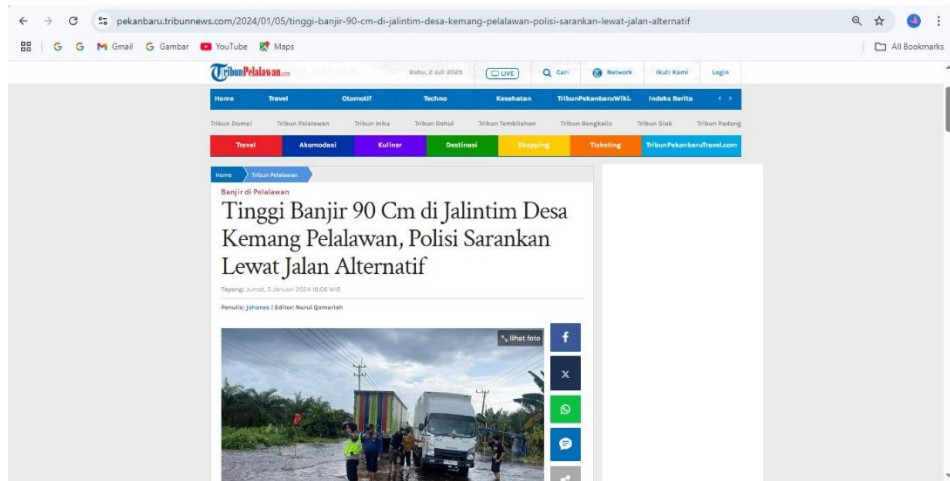 pekanbaru.tribunnews.com/2024/01/05/tinggi-banjir-90-cm-di-jalintim-desa-kemang-pelalawan-polisi-sarankan-lewat-jalan-alternatif
Gmail Gambar YouTube Maps All Bookmarks
TribunPelalawan.com Rabu, 2 Juli 2025 LIVE Cari Network Ikuti Kami Login
Home Travel Otomotif Techno Kesehatan TribunPekanbaruWiki. Indeks Berita
Tribun Dumai Tribun Pelalawan Tribun Inhu Tribun Rohul Tribun Tembilahan Tribun Bengkalis Tribun Siak Tribun Padang
Travel Akomodasi Kuliner Destinasi Shopping Ticketing TribunPekanbaruTravel.com
Home Tribun Pelalawan
Banjir di Pelalawan
Tinggi Banjir 90 Cm di Jalintim Desa
Kemang Pelalawan, Polisi Sarankan
Lewat Jalan Alternatif
Tayang: Jumat, 5 Januari 2024 18:06 WIB
Penulis: johanes | Editor: Nurul Qomariah
lihat foto